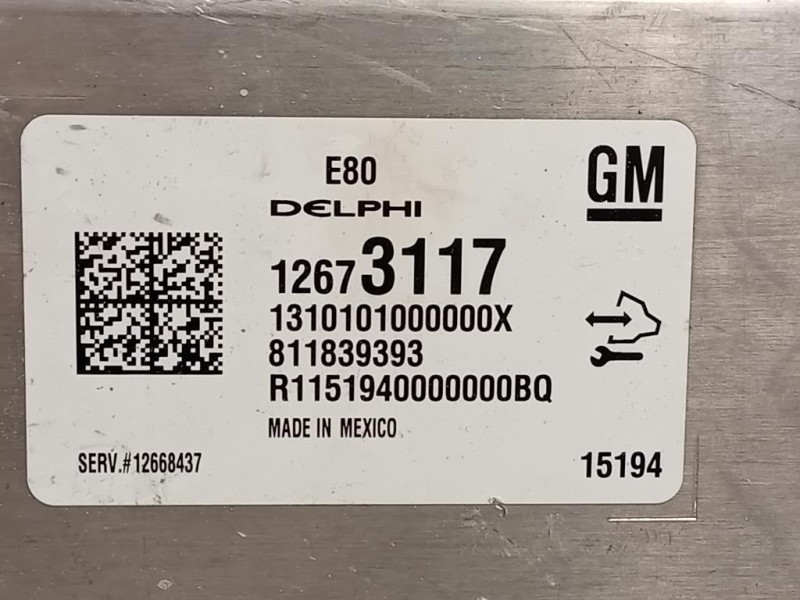 E80
GM
DELPHI
12673117
1310101000000X
811839393
R1151940000000BQ
MADE IN MEXICO
SERV.#12668437
15194